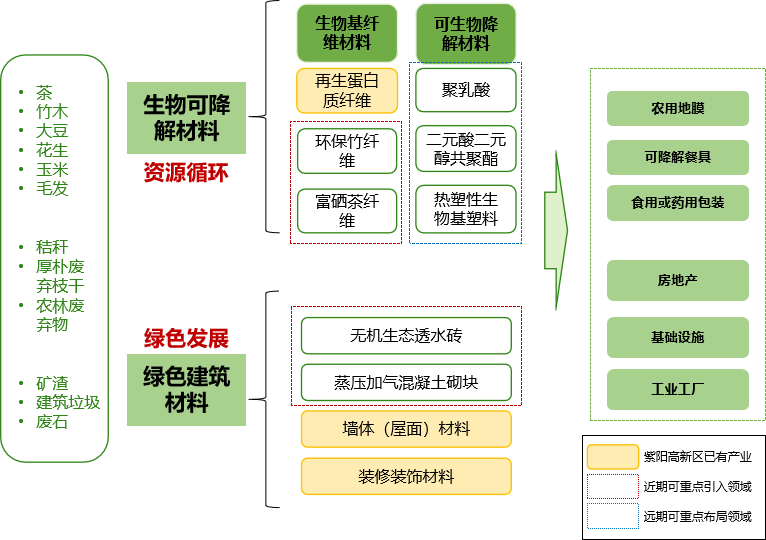 • 茶
• 竹木
• 大豆
• 花生
• 玉米
• 毛发
• 秸秆
• 厚朴废
弃枝干
• 农林废
弃物
• 矿渣
• 建筑垃圾
• 废石
生物可降
解材料
资源循环
绿色发展
绿色建筑
材料
生物基纤
维材料
再生蛋白
质纤维
环保竹纤
维
富硒茶纤
维
可生物降
解材料
聚乳酸
二元酸二元
醇共聚酯
热塑性生
物基塑料
无机生态透水砖
蒸压加气混凝土砌块
墙体（屋面）材料
装修装饰材料
农用地膜
可降解餐具
食用或药用包装
房地产
基础设施
工业工厂
紫阳高新区已有产业
近期可重点引入领域
远期可重点布局领域